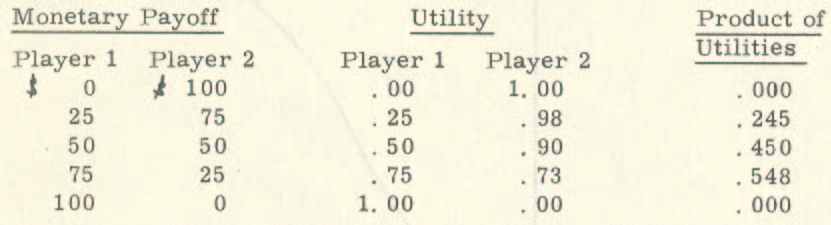 Monetary Payoff Utility Product of
Utilities
Player 1 Player 2 Player 1 Player 2
$ 0 $ 100 .00 1.00 .000
25 75 .25 .98 .245
50 50 .50 .90 .450
75 25 .75 .73 .548
100 0 1.00 .00 .000